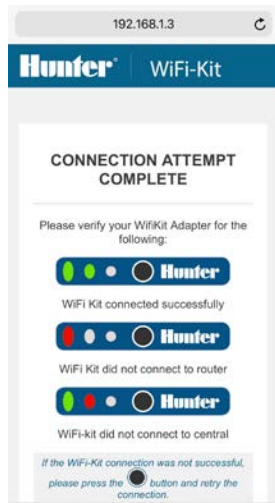 192.168.1.3
Hunter® WiFi-Kit
CONNECTION ATTEMPT
COMPLETE
Please verify your WifiKit Adapter for the
following:
Hunter
WiFi Kit connected successfully
Hunter
WiFi Kit did not connect to router
Hunter
WiFi-kit did not connect to central
If the WiFi-Kit connection was not successful,
please press the button and retry the
connection.